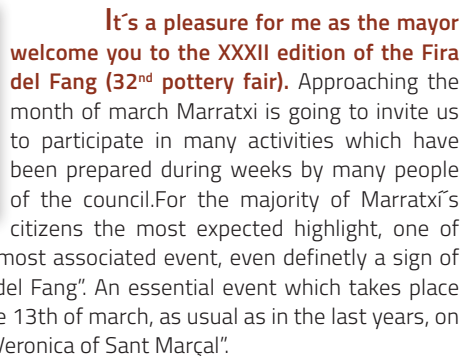 It´s a pleasure for me as the mayor
welcome you to the XXXII edition of the Fira
del Fang (32nd pottery fair). Approaching the
month of march Marratxi is going to invite us
to participate in many activities which have
been prepared during weeks by many people
of the council.For the majority of Marratxí´s
citizens the most expected highlight, one of
most associated event, even definetly a sign of
del Fang”. An essential event which takes place
13th of march, as usual as in the last years, on
Veronica of Sant Marçal”.